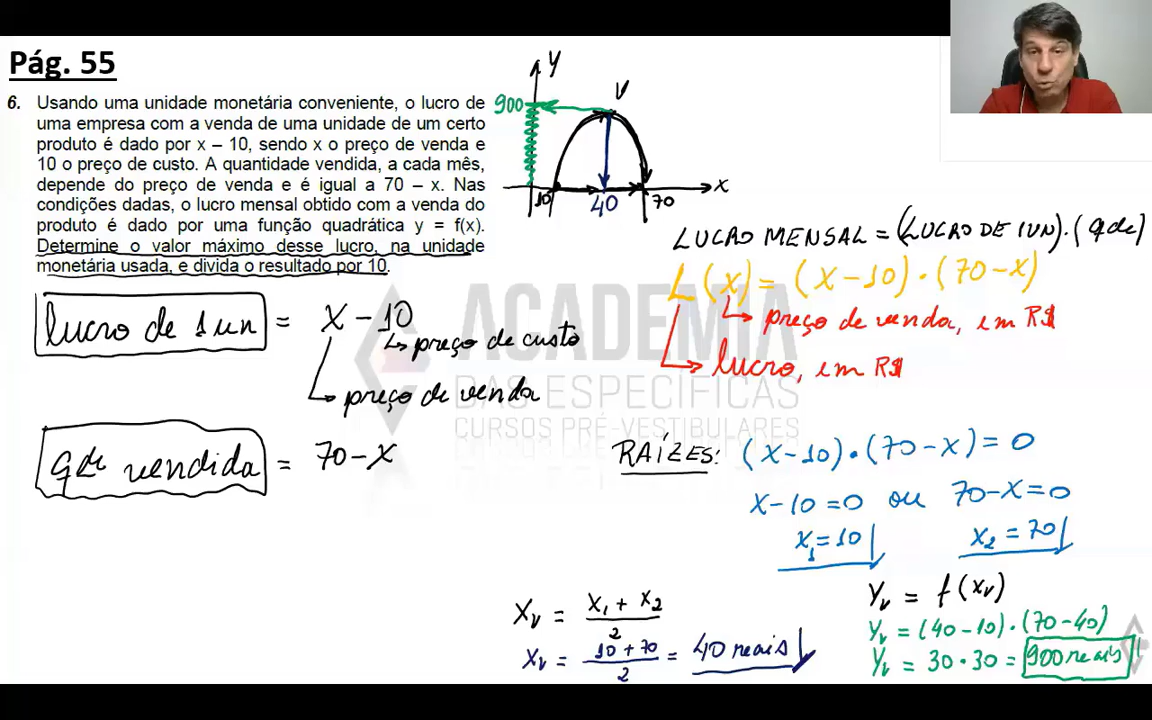 Pág. 55
6. Usando uma unidade monetária conveniente, o lucro de
uma empresa com a venda de uma unidade de um certo
produto é dado por x – 10, sendo x o preço de venda e
10 o preço de custo. A quantidade vendida, a cada mês,
depende do preço de venda e é igual a 70 – x. Nas
condições dadas, o lucro mensal obtido com a venda do
produto é dado por uma função quadrática y = f(x).
Determine o valor máximo desse lucro, na unidade
monetária usada, e divida o resultado por 10.
y
V
900
10
40
70
x
LUCRO MENSAL = (LUCRO DE 1UN) . (qde)
L (x) = (x – 10) . (70 – x)
preço de venda, em R$
lucro, em R$
lucro de 1un = x – 10
preço de custo
preço de venda
qde vendida = 70 – x
ACADEMIA
DAS ESPECÍFICAS
CURSOS PRÉ-VESTIBULARES
RAÍZES: (x – 10) . (70 – x) = 0
x – 10 = 0 ou 70 – x = 0
x1 = 10
x2 = 70
Xv = x1 + x2 / 2
Xv = 10 + 70 / 2 = 40 reais
Yv = f(xv)
Yv = (40 – 10) . (70 – 40)
Yv = 30 . 30 = 900 reais